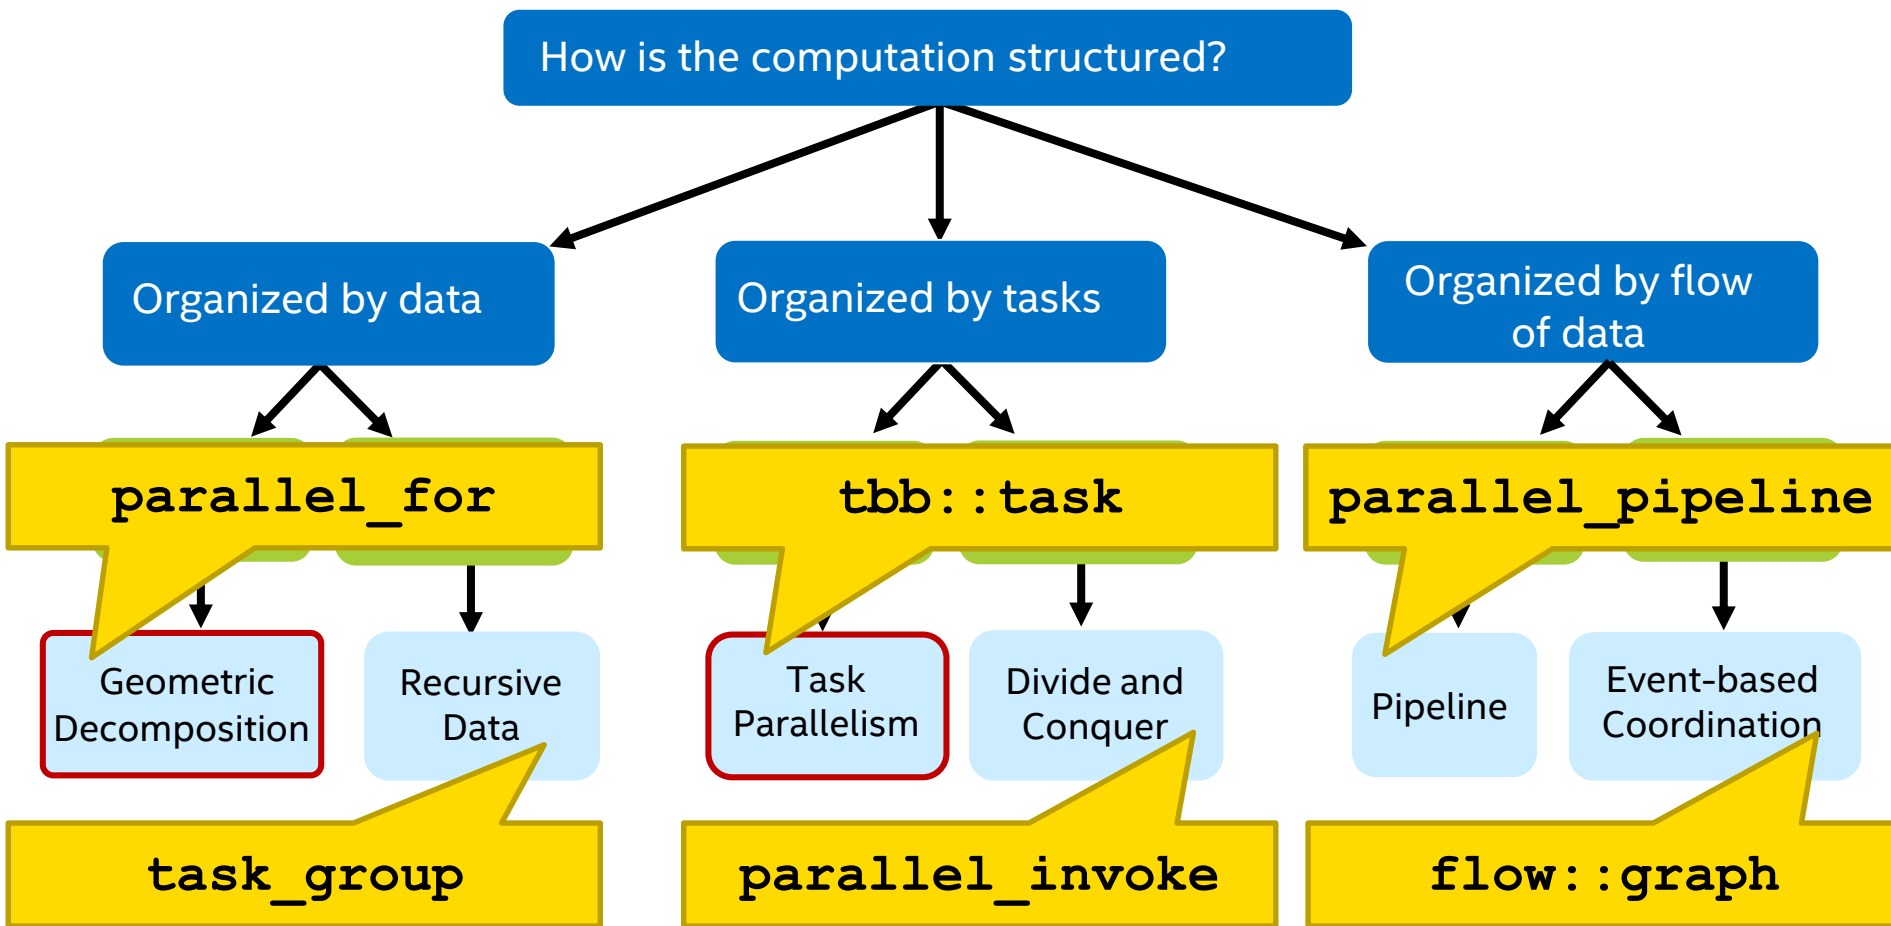 How is the computation structured?
Organized by data
Organized by tasks
Organized by flow
of data
parallel_for
tbb::task
parallel_pipeline
Geometric
Decomposition
Recursive
Data
Task
Parallelism
Divide and
Conquer
Pipeline
Event-based
Coordination
task_group
parallel_invoke
flow::graph